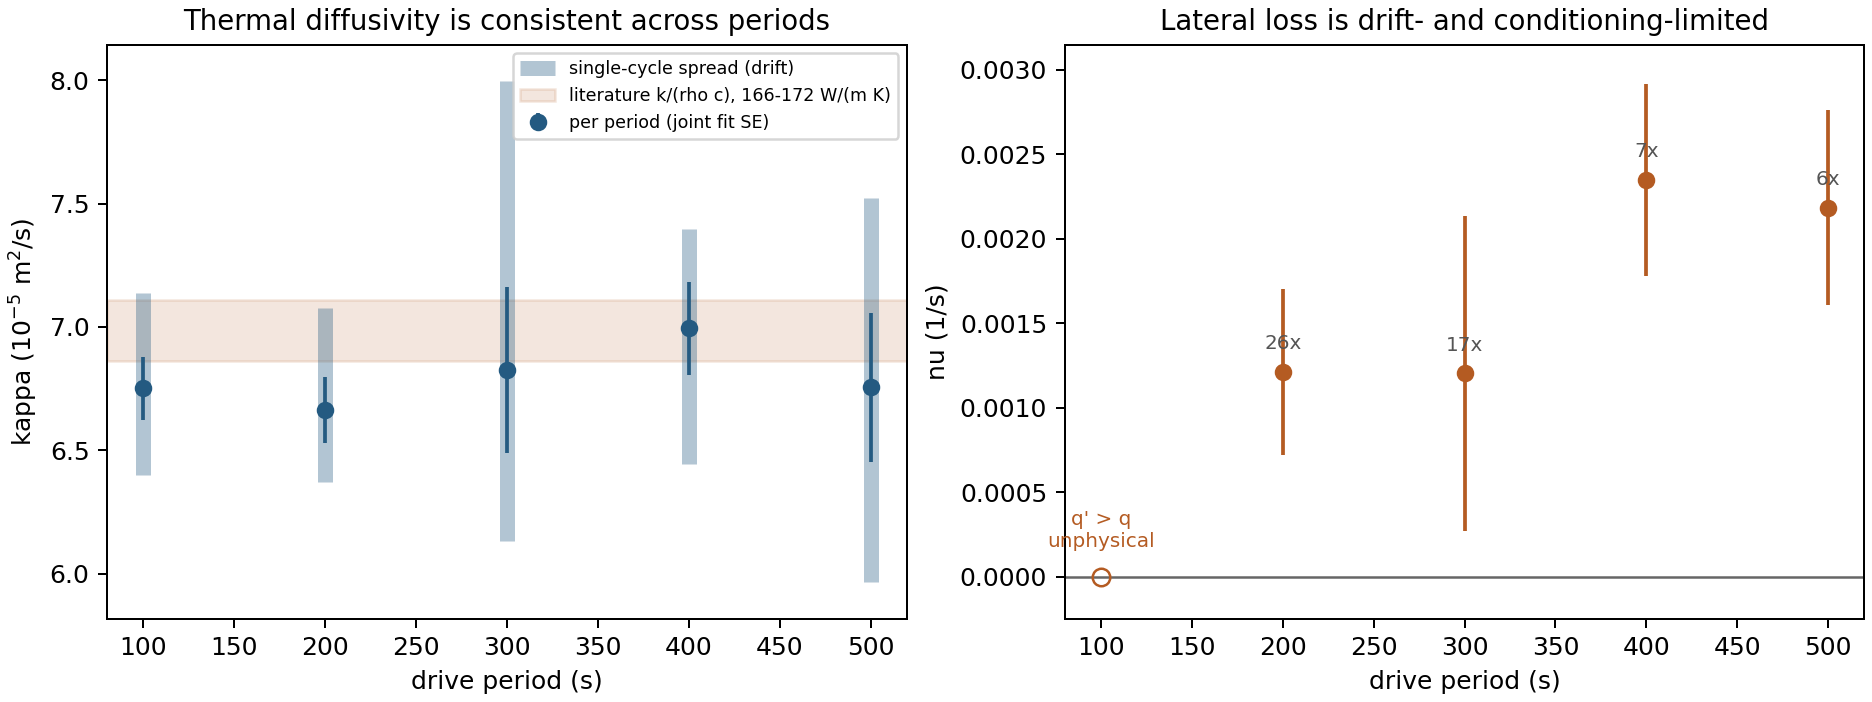 Thermal diffusivity is consistent across periods
single-cycle spread (drift)
literature k/(rho c), 166-172 W/(m K)
per period (joint fit SE)
8.0
7.5
7.0
6.5
6.0
kappa (10⁻⁵ m²/s)
100 150 200 250 300 350 400 450 500
drive period (s)
Lateral loss is drift- and conditioning-limited
0.0030
0.0025
0.0020
0.0015
0.0010
0.0005
0.0000
nu (1/s)
7x
6x
26x
17x
q' > q
unphysical
100 150 200 250 300 350 400 450 500
drive period (s)